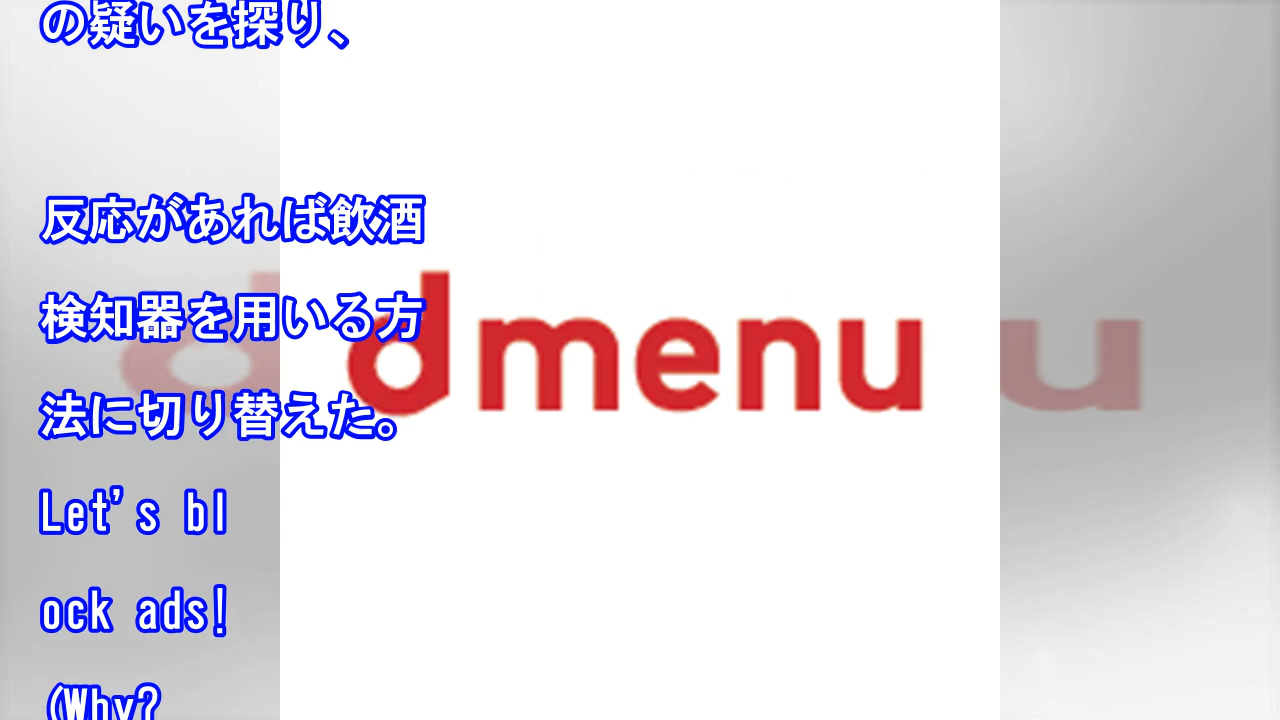 の疑いを探り、
反応があれば飲酒
検知器を用いる方
法に切り替えた。
Let's bl
ock ads!
(Why?
dmenu
u